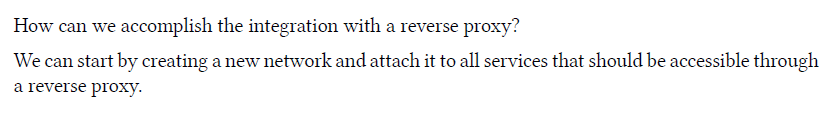 How can we accomplish the integration with a reverse proxy?
We can start by creating a new network and attach it to all services that should be accessible through
a reverse proxy.